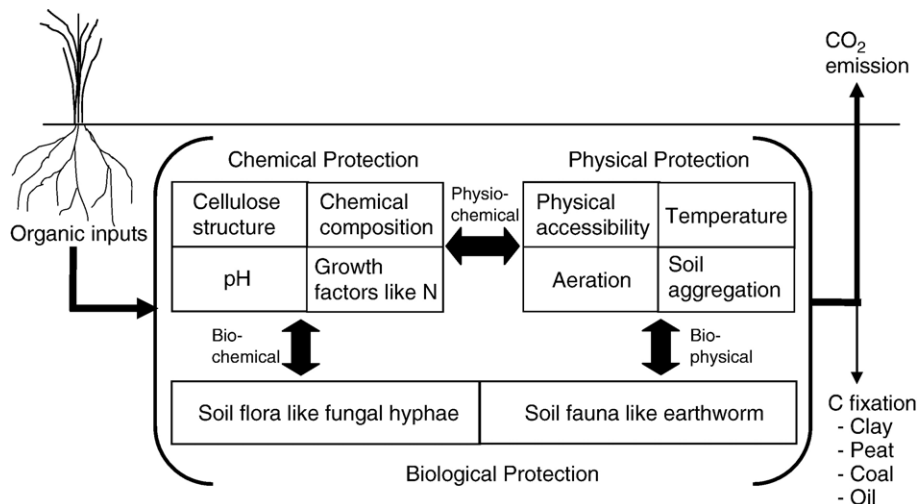 CO2
emission
Chemical Protection
Physical Protection
Cellulose
structure
Chemical
composition
Physio-
chemical
Physical
accessibility
Temperature
Organic inputs
pH
Growth
factors like N
Aeration
Soil
aggregation
Bio-
chemical
Bio-
physical
Soil flora like fungal hyphae
Soil fauna like earthworm
C fixation
- Clay
- Peat
- Coal
- Oil
Biological Protection